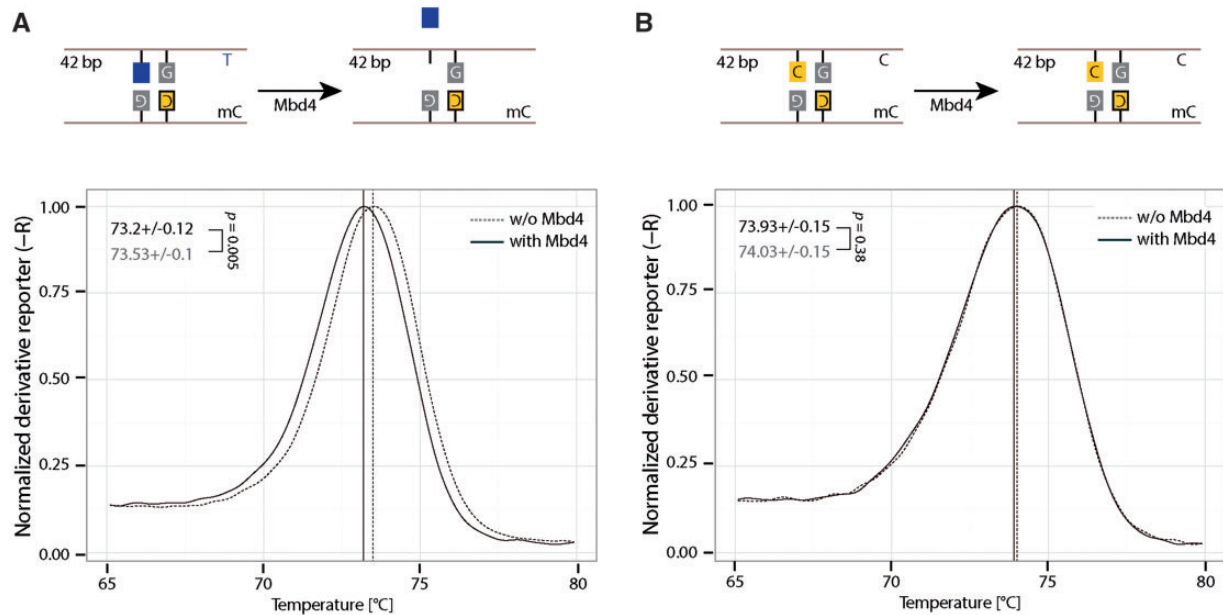 A
42 bp
T
G
G
C
mC
Mbd4
42 bp
G
G
C
mC
B
42 bp
C
G
C
G
C
mC
Mbd4
42 bp
C
G
C
G
C
mC
Normalized derivative reporter (−R)
1.00
0.75
0.50
0.25
0.00
73.2+/-0.12
73.53+/-0.1
p = 0.005
w/o Mbd4
with Mbd4
65
70
75
80
Temperature [°C]
Normalized derivative reporter (−R)
1.00
0.75
0.50
0.25
0.00
73.93+/-0.15
74.03+/-0.15
p = 0.38
w/o Mbd4
with Mbd4
65
70
75
80
Temperature [°C]